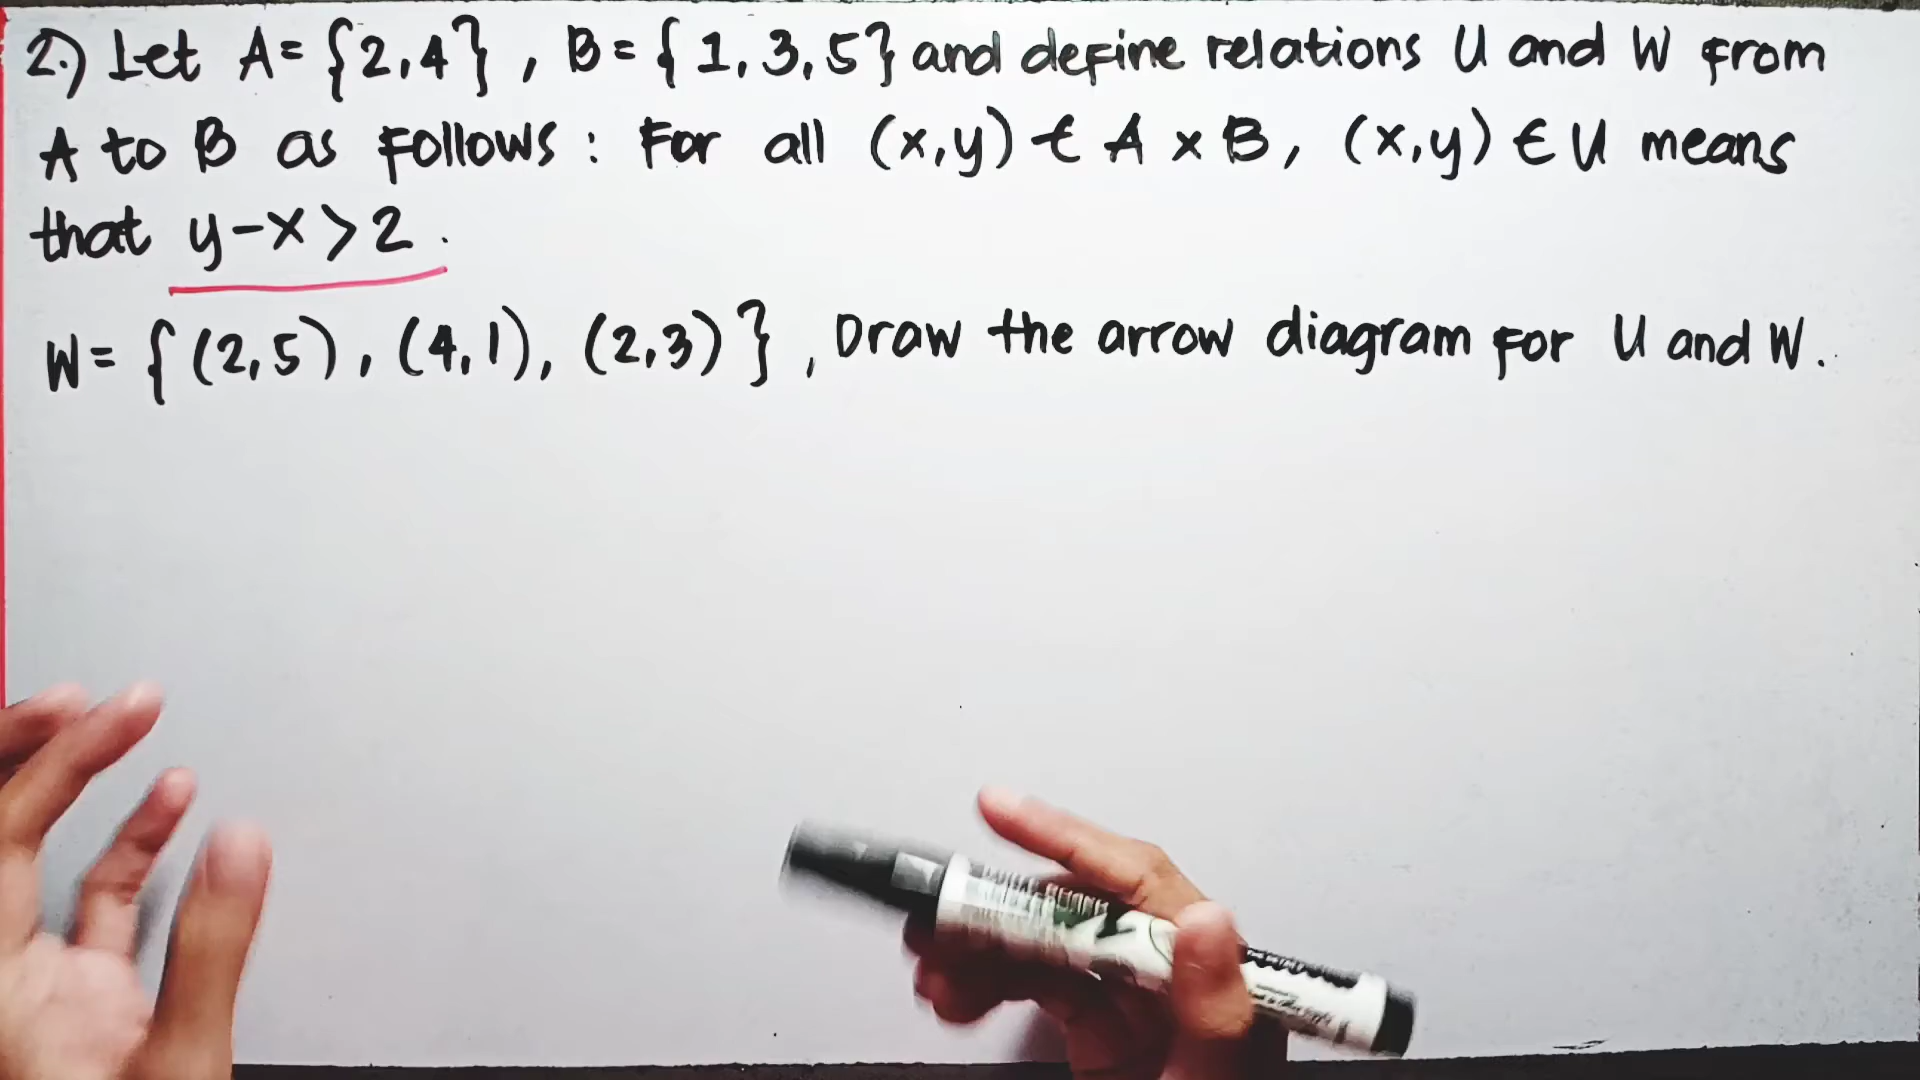 2.) Let A= {2,4} , B= { 1, 3, 5} and define relations U and W from
A to B as follows : For all (x,y) ∈ A x B, (x,y) ∈ U means
that y-x>2.
W= {(2,5), (4,1), (2,3)} , Draw the arrow diagram for U and W.